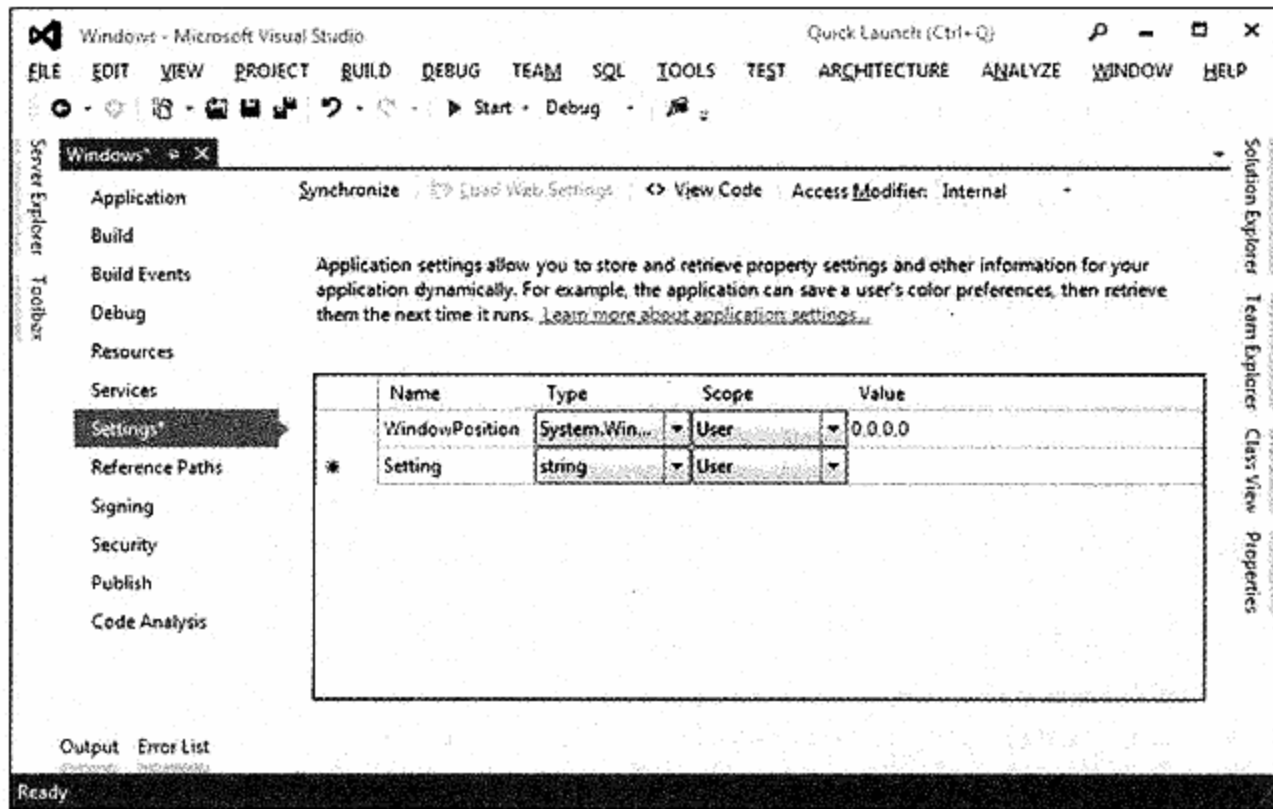 Windows - Microsoft Visual Studio
Quick Launch (Ctrl+Q)
FILE EDIT VIEW PROJECT BUILD DEBUG TEAM SQL TOOLS TEST ARCHITECTURE ANALYZE WINDOW HELP
Start Debug
Server Explorer
Toolbox
Windows*
Application
Build
Build Events
Debug
Resources
Services
Settings*
Reference Paths
Signing
Security
Publish
Code Analysis
Synchronize Load Web Settings View Code Access Modifier: Internal
Application settings allow you to store and retrieve property settings and other information for your
application dynamically. For example, the application can save a user's color preferences, then retrieve
them the next time it runs. Learn more about application settings...
Name Type Scope Value
WindowPosition System.Win... User 0,0,0,0
* Setting string User
Solution Explorer
Team Explorer
Class View
Properties
Output Error List
Ready